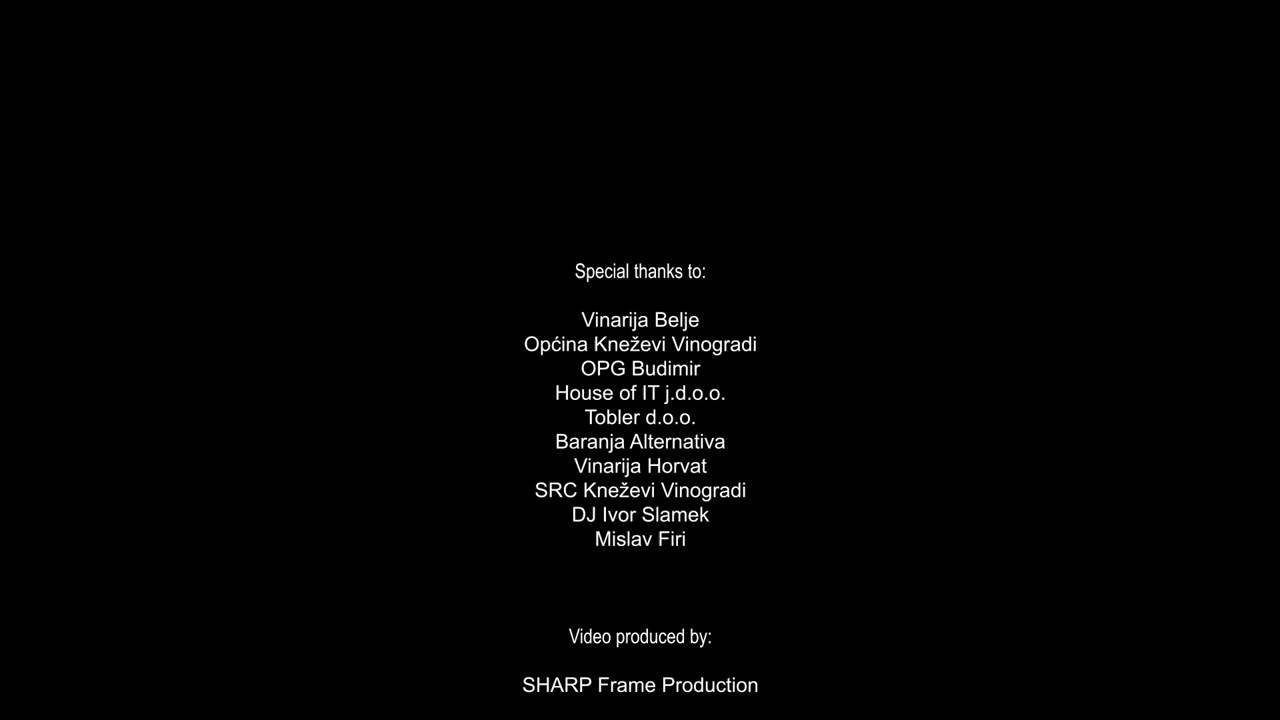 Special thanks to:
Vinarija Belje
Općina Kneževi Vinogradi
OPG Budimir
House of IT j.d.o.o.
Tobler d.o.o.
Baranja Alternativa
Vinarija Horvat
SRC Kneževi Vinogradi
DJ Ivor Slamek
Mislav Firi
Video produced by:
SHARP Frame Production